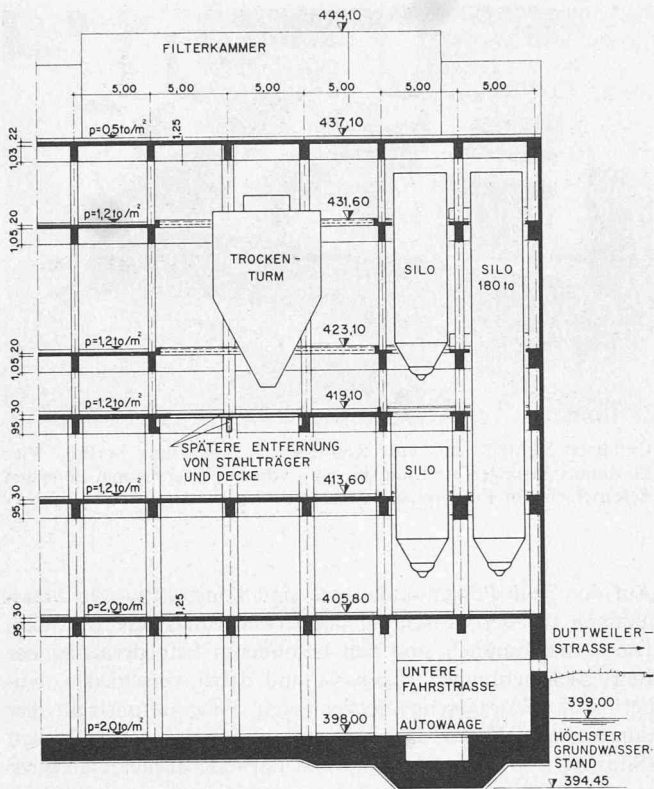 444,10
FILTERKAMMER
5,00 5,00 5,00 5,00 5,00 5,00
437,10
p=0,5to/m²
1,25
1,03 22
431,60
p=1,2to/m²
1,05 20
TROCKEN-
TURM
SILO
SILO
180 to
423,10
p=1,2to/m²
1,05 20
419,10
p=1,2to/m²
95 30
SPÄTERE ENTFERNUNG
VON STAHLTRÄGER
UND DECKE
SILO
413,60
p=1,2to/m²
95 30
405,80
p=2,0to/m²
1,25
95 30
DUTTWEILER-
STRASSE
UNTERE
FAHRSTRASSE
AUTOWAAGE
398,00
p=2,0to/m²
399,00
HÖCHSTER
GRUNDWASSER-
STAND
394,45